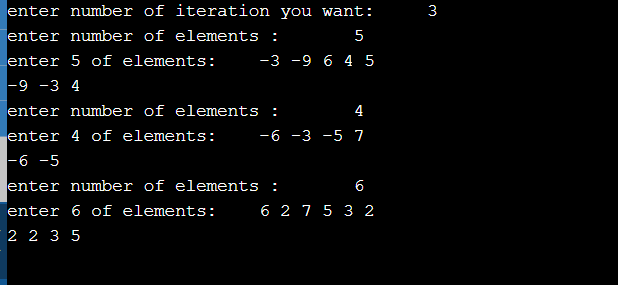 enter number of iteration you want: 3
enter number of elements : 5
enter 5 of elements: -3 -9 6 4 5
-9 -3 4
enter number of elements : 4
enter 4 of elements: -6 -3 -5 7
-6 -5
enter number of elements : 6
enter 6 of elements: 6 2 7 5 3 2
2 2 3 5